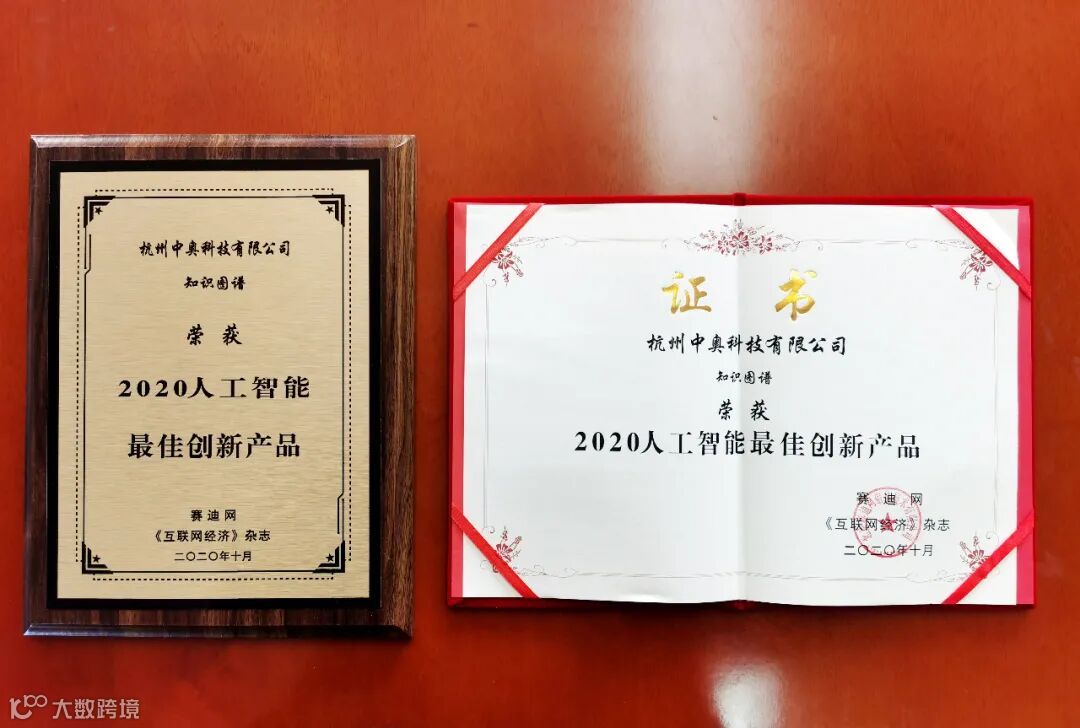 杭州中奥科技有限公司
知识图谱
荣获
2020人工智能
最佳创新产品
赛迪网
《互联网经济》杂志
二〇二〇年十月
证书
杭州中奥科技有限公司
知识图谱
荣获
2020人工智能最佳创新产品
赛迪网
《互联网经济》杂志
二〇二〇年十月
大数跨境